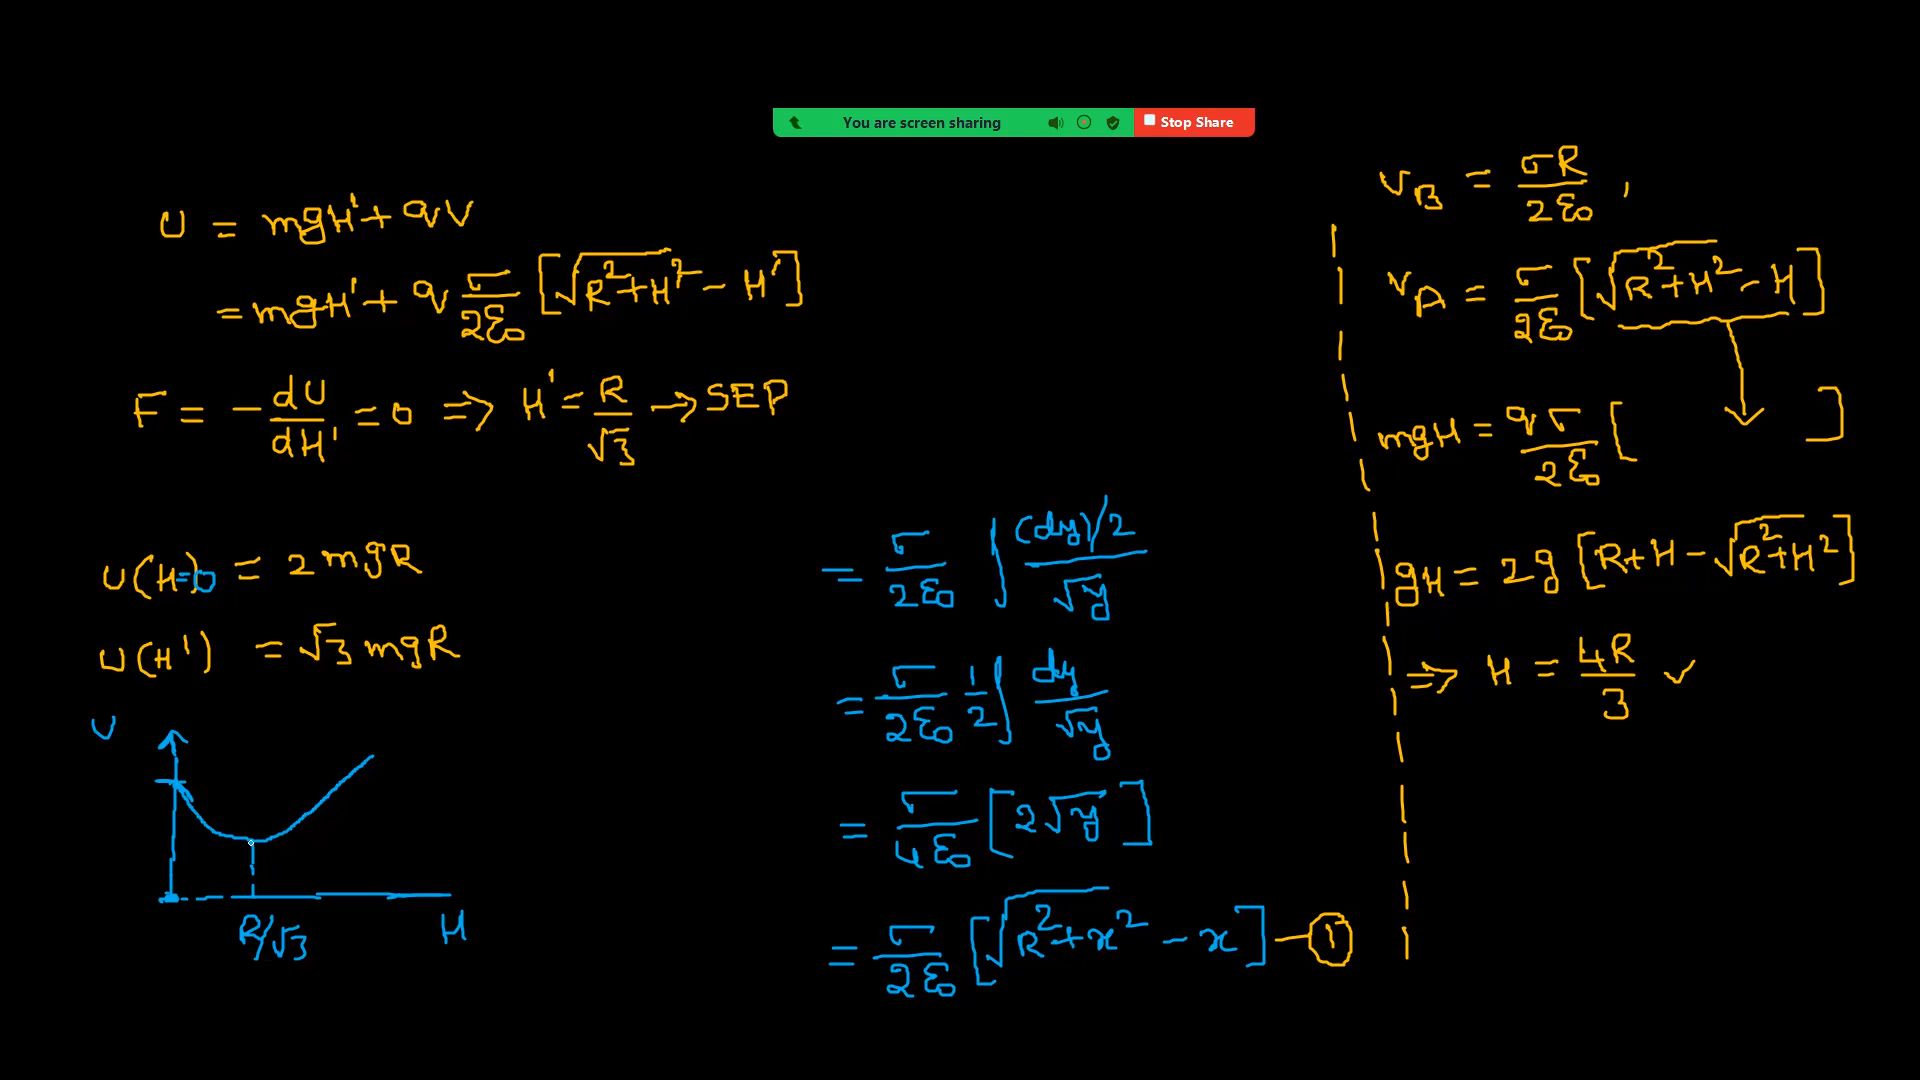 You are screen sharing
Stop Share
U = mgH' + qV
= mgH' + q σ/2ε₀ [√(R²+H'²) - H']
F = -dU/dH' = 0 ⇒ H' = R/√3 → SEP
U(H=0) = 2mgR
U(H') = √3 mgR
U
R/√3
H
= σ/2ε₀ ∫ (dy)/2 / √y
= σ/2ε₀ 1/2 ∫ dy/√y
= σ/4ε₀ [2√y]
= σ/2ε₀ [√(R²+x²) - x] - ①
V_B = σR/2ε₀ ,
V_A = σ/2ε₀ [√(R²+H²) - H]
mgH = qσ/2ε₀ [ ]
gH = 2g [R+H-√(R²+H²)]
⇒ H = 4R/3 ✓